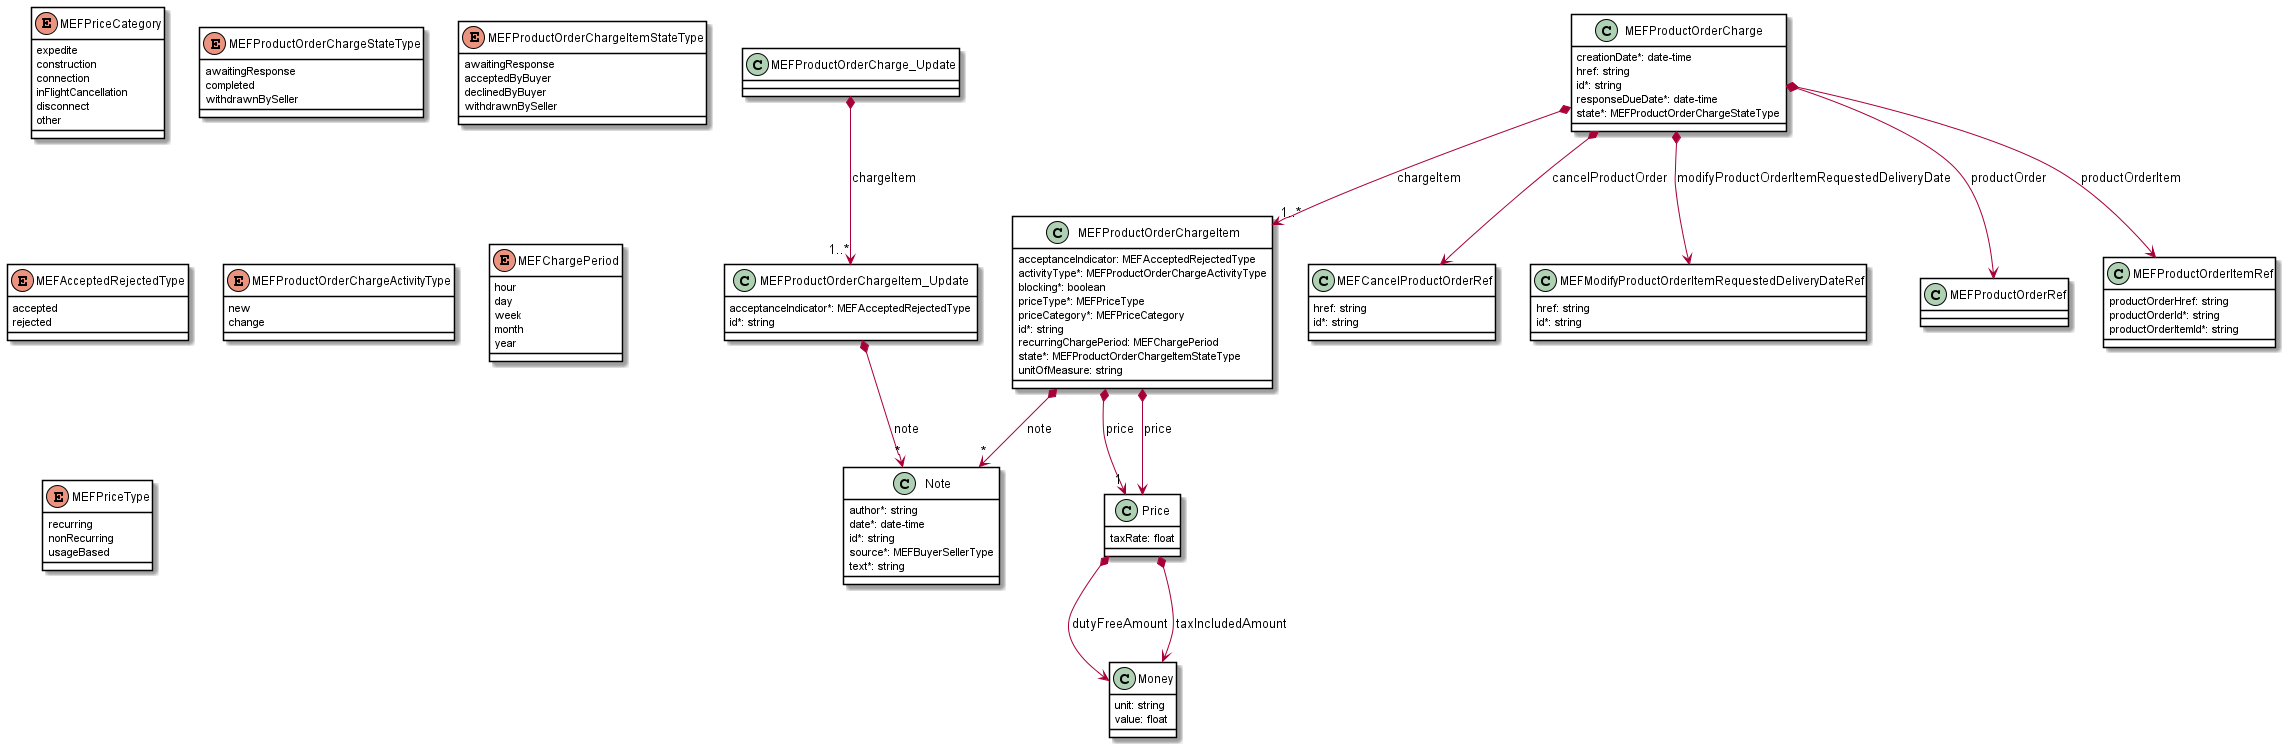 E MEFPriceCategory
expedite
construction
connection
inFlightCancellation
disconnect
other
E MEFProductOrderChargeStateType
awaitingResponse
completed
withdrawnBySeller
E MEFProductOrderChargeItemStateType
awaitingResponse
acceptedByBuyer
declinedByBuyer
withdrawnBySeller
C MEFProductOrderCharge_Update
C MEFProductOrderCharge
creationDate*: date-time
href: string
id*: string
responseDueDate*: date-time
state*: MEFProductOrderChargeStateType
chargeItem
1..*
chargeItem
1..*
cancelProductOrder
modifyProductOrderItemRequestedDeliveryDate
productOrder
productOrderItem
E MEFAcceptedRejectedType
accepted
rejected
E MEFProductOrderChargeActivityType
new
change
E MEFChargePeriod
hour
day
week
month
year
C MEFProductOrderChargeItem_Update
acceptanceIndicator*: MEFAcceptedRejectedType
id*: string
C MEFProductOrderChargeItem
acceptanceIndicator: MEFAcceptedRejectedType
activityType*: MEFProductOrderChargeActivityType
blocking*: boolean
priceType*: MEFPriceType
priceCategory*: MEFPriceCategory
id*: string
recurringChargePeriod: MEFChargePeriod
state*: MEFProductOrderChargeItemStateType
unitOfMeasure: string
C MEFCancelProductOrderRef
href: string
id*: string
C MEFModifyProductOrderItemRequestedDeliveryDateRef
href: string
id*: string
C MEFProductOrderRef
C MEFProductOrderItemRef
productOrderHref: string
productOrderId*: string
productOrderItemId*: string
note
*
note
*
price
1
price
E MEFPriceType
recurring
nonRecurring
usageBased
C Note
author*: string
date*: date-time
id*: string
source*: MEFBuyerSellerType
text*: string
C Price
taxRate: float
dutyFreeAmount
taxIncludedAmount
C Money
unit: string
value: float